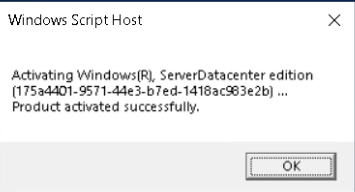 Windows Script Host
Activating Windows(R), ServerDatacenter edition
(175a4401-9571-44e3-b7ed-1418ac983e2b) ...
Product activated successfully.
OK